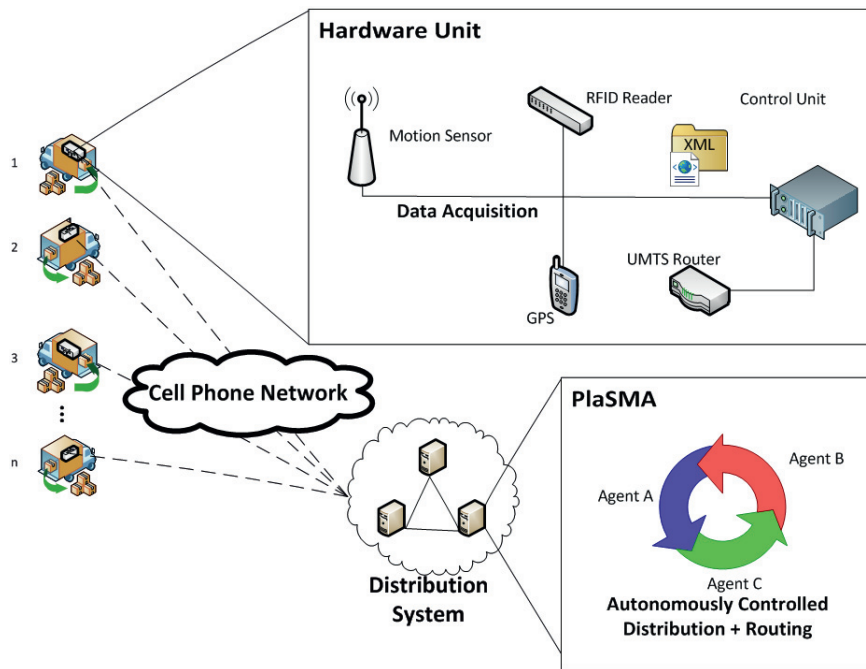 Hardware Unit
RFID Reader
Control Unit
Motion Sensor
XML
Data Acquisition
UMTS Router
GPS
1
2
3
n
Cell Phone Network
Distribution
System
PlaSMA
Agent B
Agent A
Agent C
Autonomously Controlled
Distribution + Routing